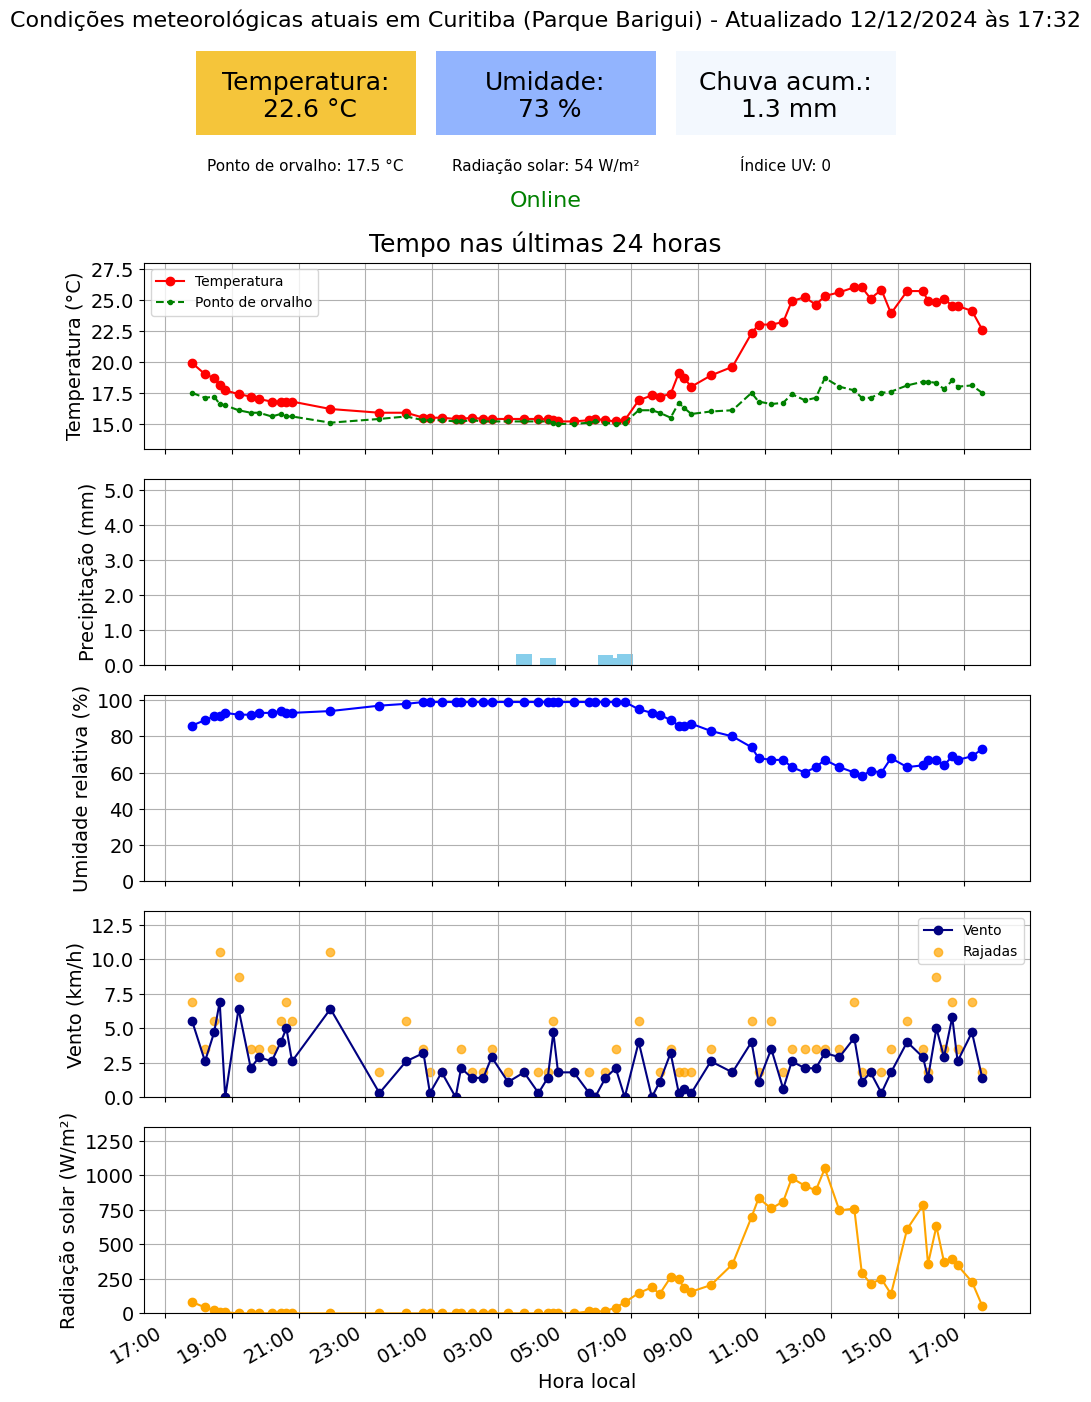 Condições meteorológicas atuais em Curitiba (Parque Barigui) - Atualizado 12/12/2024 às 17:32
Temperatura:
22.6 °C
Umidade:
73 %
Chuva acum.:
1.3 mm
Ponto de orvalho: 17.5 °C
Radiação solar: 54 W/m²
Índice UV: 0
Online
Tempo nas últimas 24 horas
Temperatura (°C)
27.5
25.0
22.5
20.0
17.5
15.0
Temperatura
Ponto de orvalho
Precipitação (mm)
5.0
4.0
3.0
2.0
1.0
0.0
Umidade relativa (%)
100
80
60
40
20
0
Vento (km/h)
12.5
10.0
7.5
5.0
2.5
0.0
Vento
Rajadas
Radiação solar (W/m²)
1250
1000
750
500
250
0
17:00
19:00
21:00
23:00
01:00
03:00
05:00
07:00
09:00
11:00
13:00
15:00
17:00
Hora local